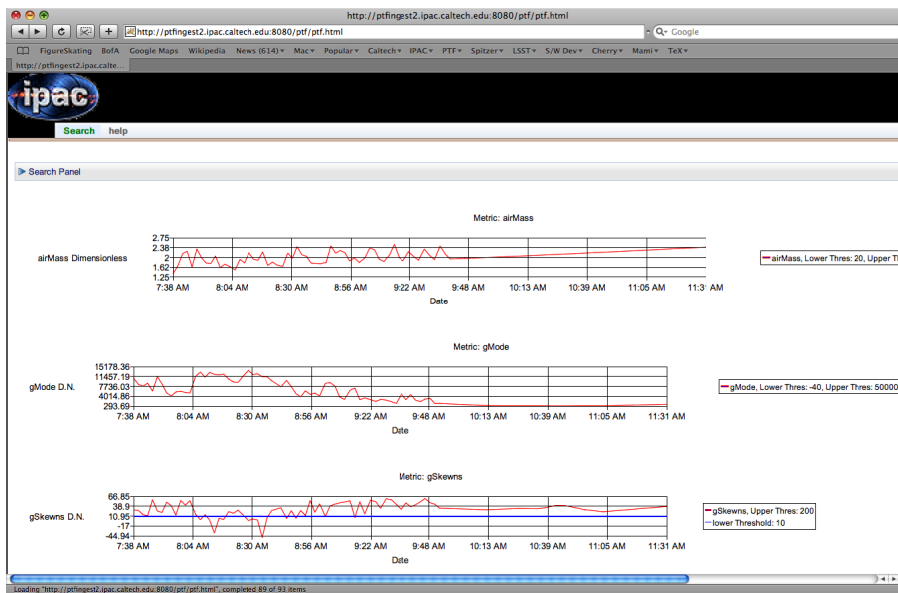 http://ptfingest2.ipac.caltech.edu:8080/ptf/ptf.html
http://ptfingest2.ipac.caltech.edu:8080/ptf/ptf.html Google
FigureSkating BofA Google Maps Wikipedia News (614) Mac Popular Caltech IPAC PTF Spitzer LSST S/W Dev Cherry Mami TeX
http://ptfingest2.ipac.calte...
ipac
Search help
Search Panel
Metric: airMass
airMass Dimensionless
2.75
2.38
2
1.62
1.25
7:38 AM 8:04 AM 8:30 AM 8:56 AM 9:22 AM 9:48 AM 10:13 AM 10:39 AM 11:05 AM 11:31 AM
Date
airMass, Lower Thres: 20, Upper Th
Metric: gMode
gMode D.N.
15178.36
11457.19
7736.03
4014.86
293.69
7:38 AM 8:04 AM 8:30 AM 8:56 AM 9:22 AM 9:48 AM 10:13 AM 10:39 AM 11:05 AM 11:31 AM
Date
gMode, Lower Thres: -40, Upper Thres: 50000
Metric: gSkewns
gSkewns D.N.
66.85
38.9
10.95
-17
-44.94
7:38 AM 8:04 AM 8:30 AM 8:56 AM 9:22 AM 9:48 AM 10:13 AM 10:39 AM 11:05 AM 11:31 AM
Date
gSkewns, Upper Thres: 200
lower Threshold: 10
Loading "http://ptfingest2.ipac.caltech.edu:8080/ptf/ptf.html", completed 89 of 93 items